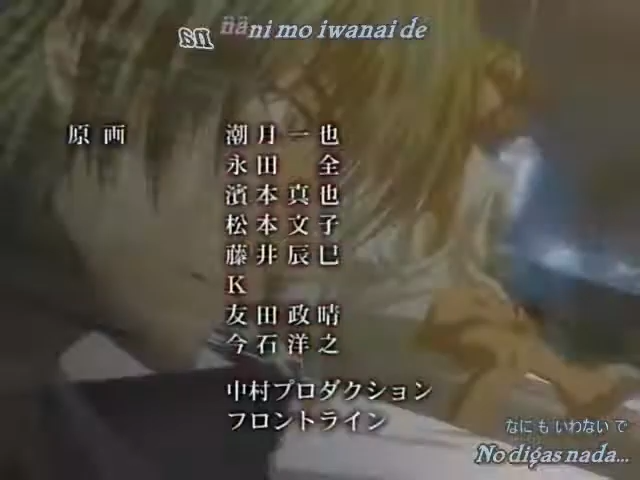 na nani mo iwanai de
原画
潮月一也
永田 全
濱本真也
松本文子
藤井辰巳
K
友田政晴
今石洋之
中村プロダクション
フロントライン
なにもいわないで
No digas nada...